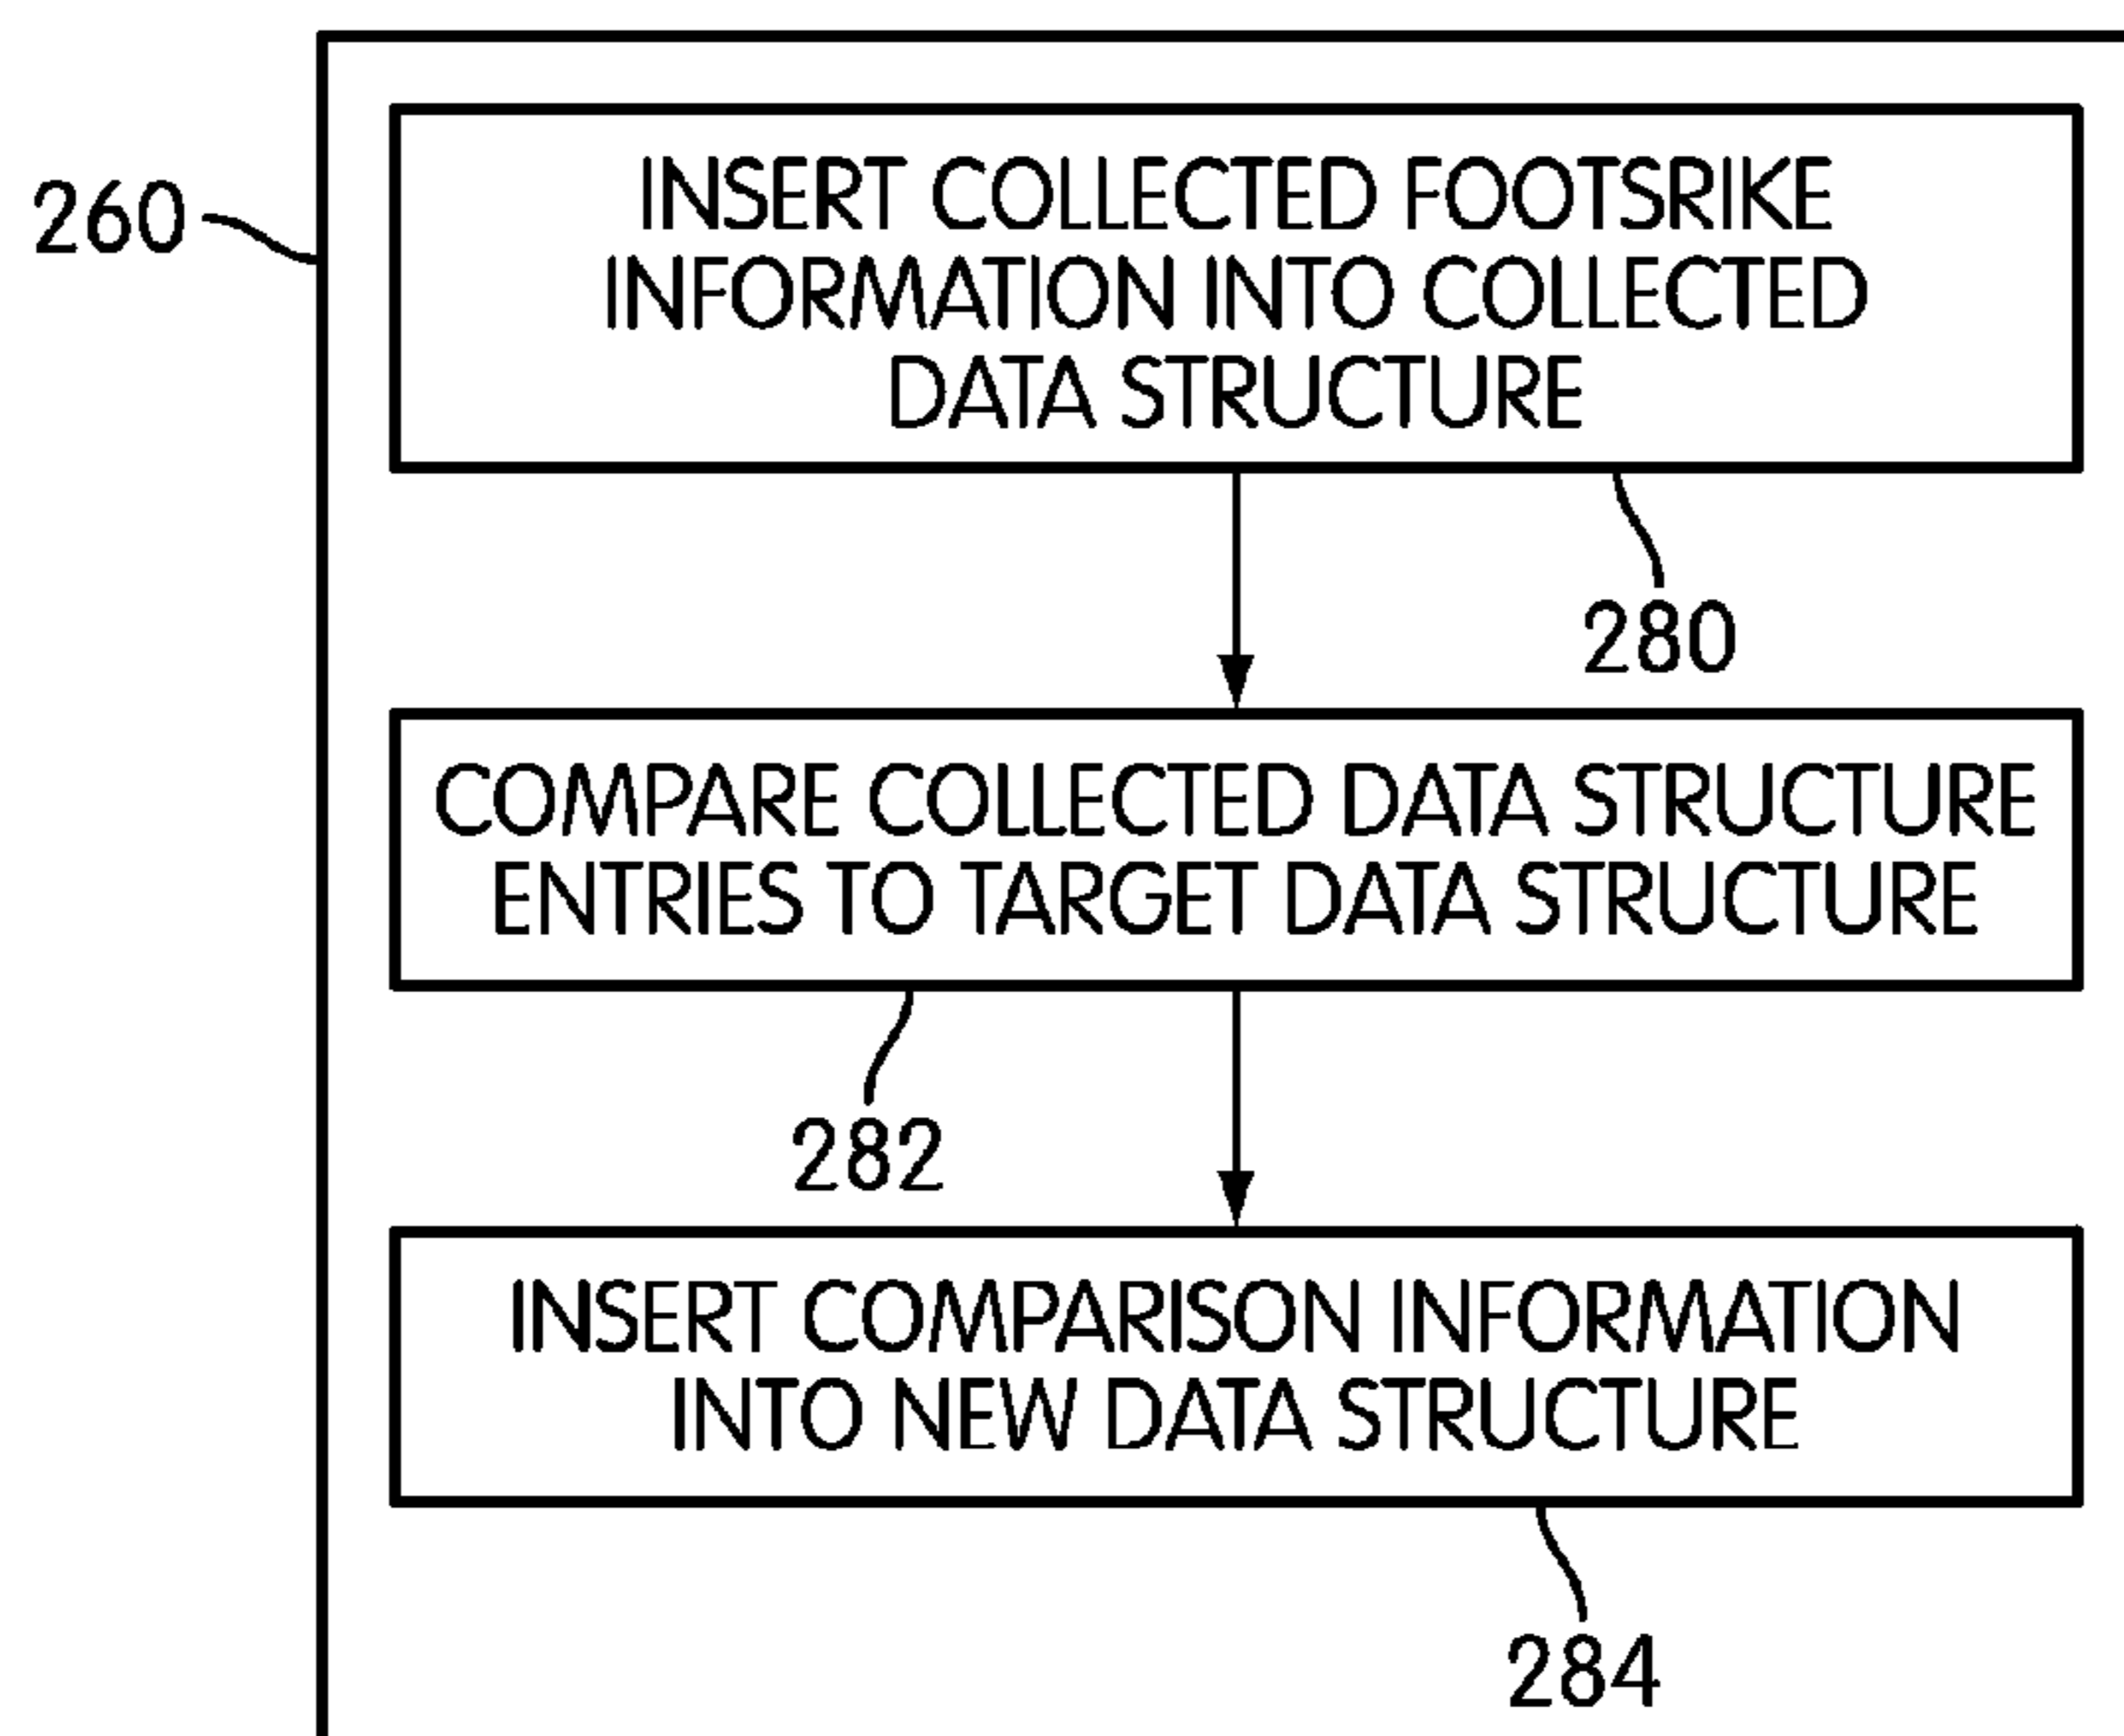 260
INSERT COLLECTED FOOTSRIKE
INFORMATION INTO COLLECTED
DATA STRUCTURE
280
COMPARE COLLECTED DATA STRUCTURE
ENTRIES TO TARGET DATA STRUCTURE
282
INSERT COMPARISON INFORMATION
INTO NEW DATA STRUCTURE
284